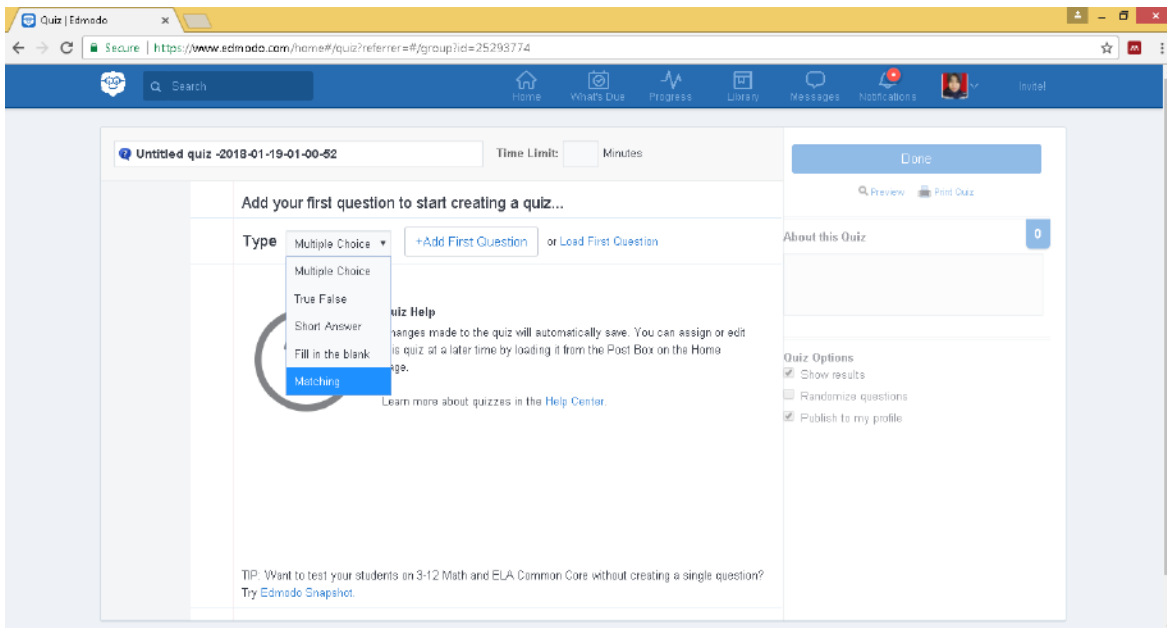 Quiz | Edmodo
Secure | https://www.edmodo.com/home#/quiz?referrer=#/group?id=25293774
Search
Home
What's Due
Progress
Library
Messages
Notifications
Invite!
Untitled quiz -2018-01-19-01-00-52
Time Limit: Minutes
Done
Preview Print Quiz
Add your first question to start creating a quiz...
Type Multiple Choice +Add First Question or Load First Question
About this Quiz 0
Multiple Choice
True False
Short Answer
Fill in the blank
Matching
uiz Help
hanges made to the quiz will automatically save. You can assign or edit
is quiz at a later time by loading it from the Post Box on the Home
ge.
Learn more about quizzes in the Help Center.
Quiz Options
Show results
Randomize questions
Publish to my profile
TIP: Want to test your students on 3-12 Math and ELA Common Core without creating a single question?
Try Edmodo Snapshot.